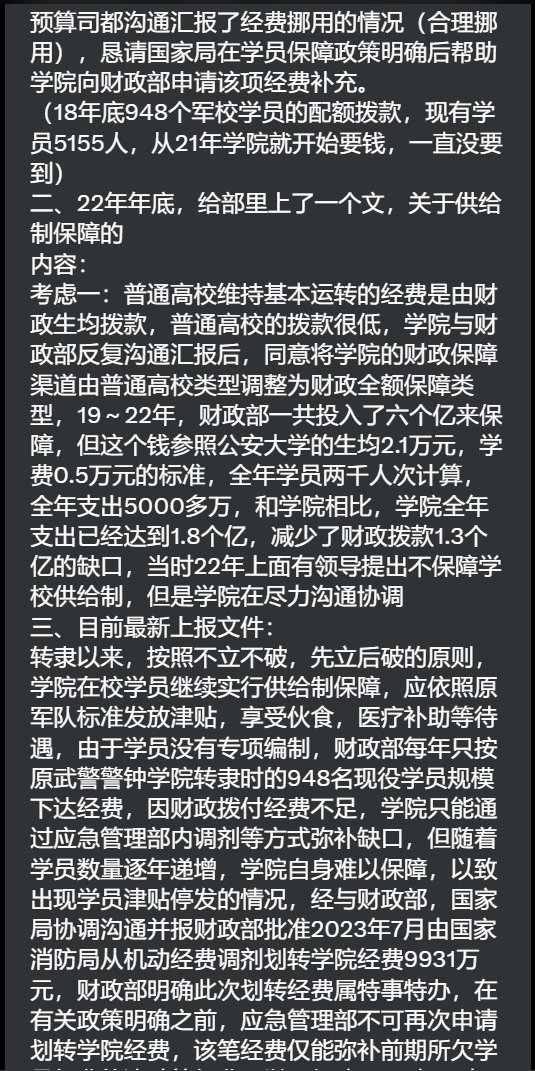 预算司都沟通汇报了经费挪用的情况（合理挪
用），恳请国家局在学员保障政策明确后帮助
学院向财政部申请该项经费补充。
（18年底948个军校学员的配额拨款，现有学
员5155人，从21年学院就开始要钱，一直没要
到）
二、22年年底，给部里上了一个文，关于供给
制保障的
内容：
考虑一：普通高校维持基本运转的经费是由财
政生均拨款，普通高校的拨款很低，学院与财
政部反复沟通汇报后，同意将学院的财政保障
渠道由普通高校类型调整为财政全额保障类
型，19～22年，财政部一共投入了六个亿来保
障，但这个钱参照公安大学的生均2.1万元，学
费0.5万元的标准，全年学员两千人次计算，
全年支出5000多万，和学院相比，学院全年
支出已经达到1.8个亿，减少了财政拨款1.3个
亿的缺口，当时22年上面有领导提出不保障学
校供给制，但是学院在尽力沟通协调
三、目前最新上报文件：
转隶以来，按照不立不破，先立后破的原则，
学院在校学员继续实行供给制保障，应依照原
军队标准发放津贴，享受伙食，医疗补助等待
遇，由于学员没有专项编制，财政部每年只按
原武警警钟学院转隶时的948名现役学员规模
下达经费，因财政拨付经费不足，学院只能通
过应急管理部内调剂等方式弥补缺口，但随着
学员数量逐年递增，学院自身难以保障，以致
出现学员津贴停发的情况，经与财政部，国家
局协调沟通并报财政部批准2023年7月由国家
消防局从机动经费调剂划转学院经费9931万
元，财政部明确此次划转经费属特事特办，在
有关政策明确之前，应急管理部不可再次申请
划转学院经费，该笔经费仅能弥补前期所欠学